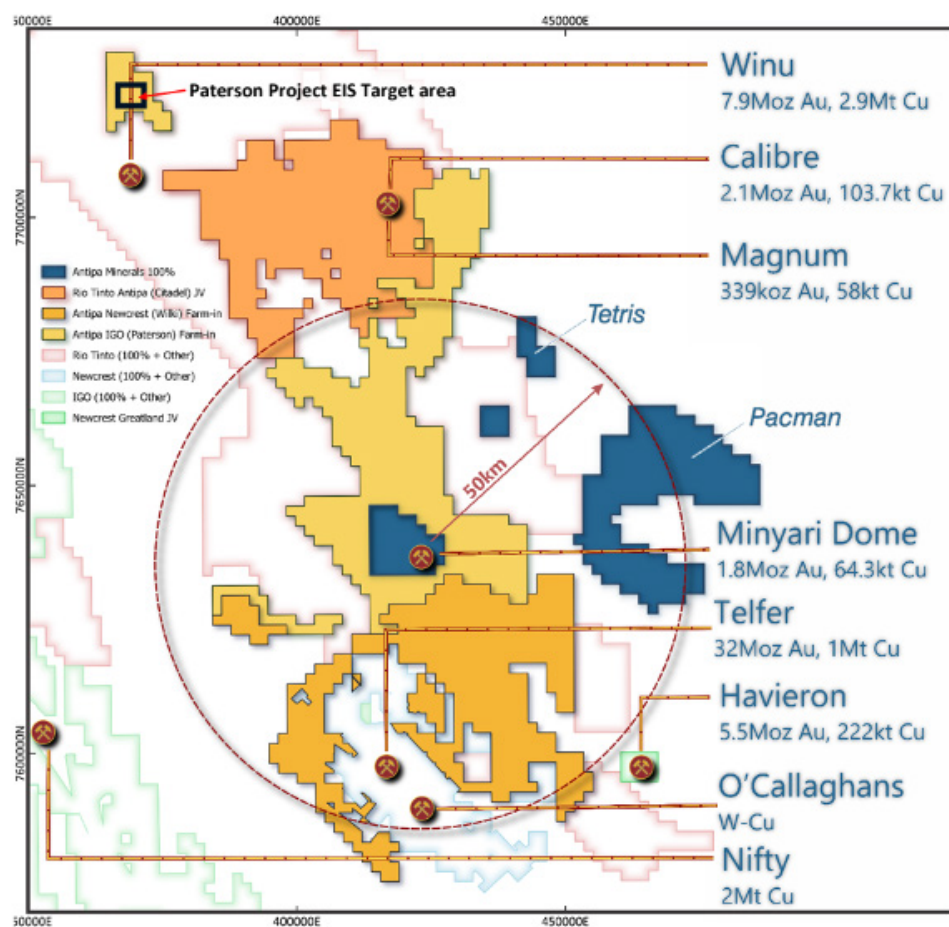 50000E
400000E
450000E
Winu
7.9Moz Au, 2.9Mt Cu
Paterson Project EIS Target area
Calibre
2.1Moz Au, 103.7kt Cu
7700000N
Magnum
339koz Au, 58kt Cu
Antipa Minerals 100%
Rio Tinto Antipa (Citadel) JV
Antipa Newcrest (Wilki) Farm-in
Antipa IGO (Paterson) Farm-in
Rio Tinto (100% + Other)
Newcrest (100% + Other)
IGO (100% + Other)
Newcrest Greatland JV
Tetris
Pacman
50km
7650000N
Minyari Dome
1.8Moz Au, 64.3kt Cu
Telfer
32Moz Au, 1Mt Cu
Havieron
5.5Moz Au, 222kt Cu
7600000N
O'Callaghans
W-Cu
Nifty
2Mt Cu
50000E
400000E
450000E